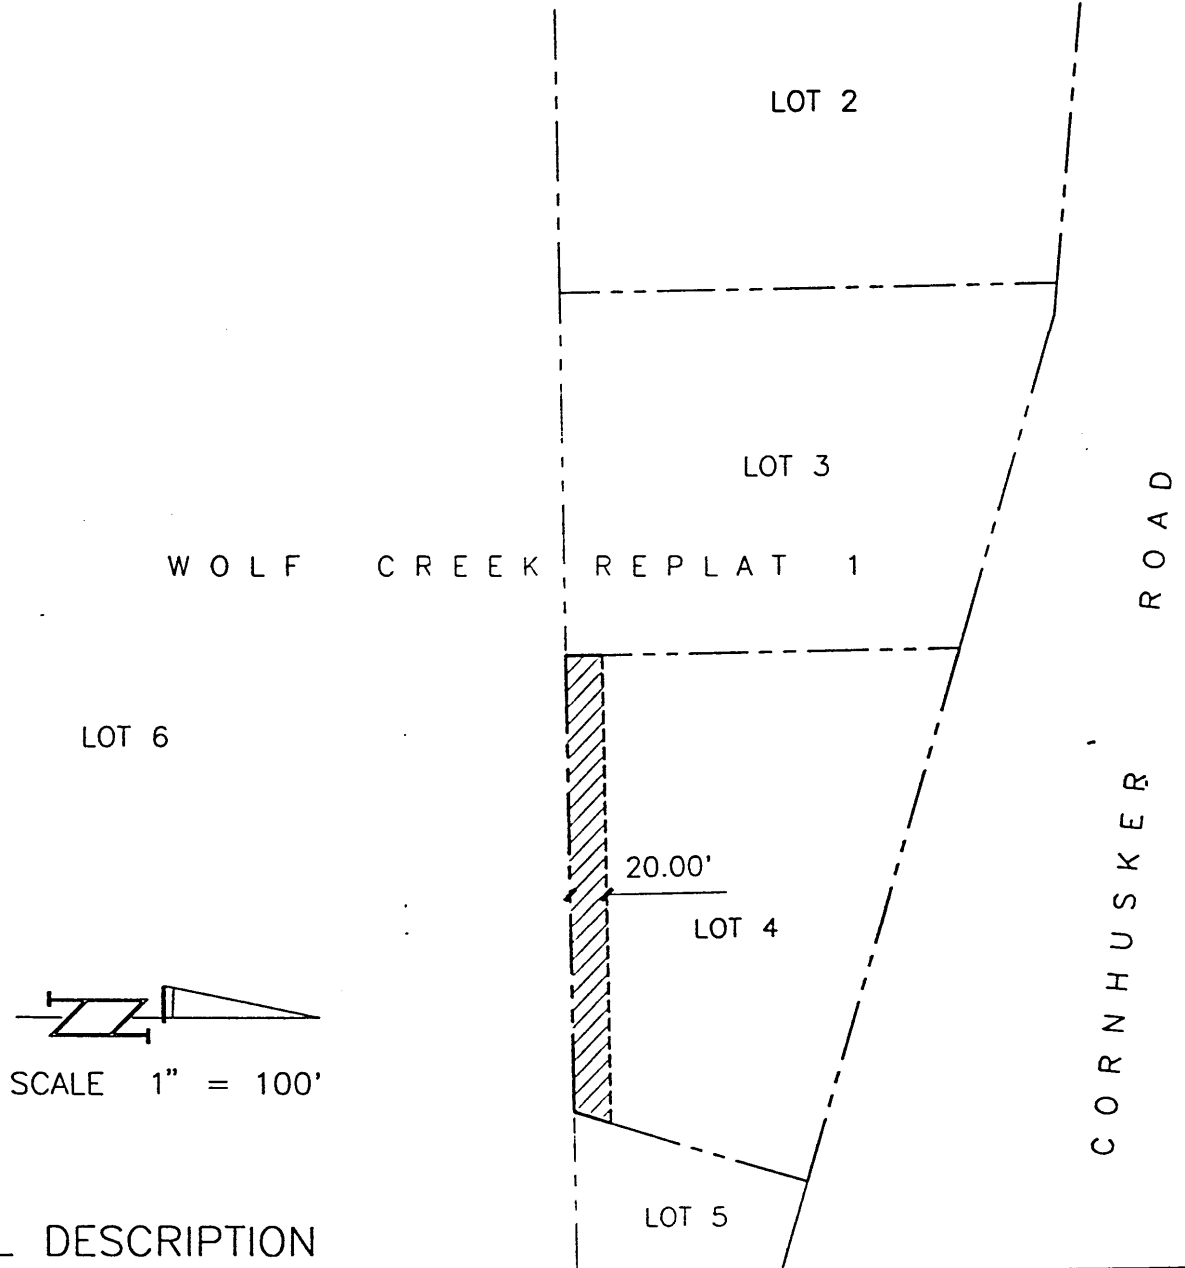 LOT 2
LOT 3
WOLF CREEK REPLAT 1
ROAD
LOT 6
CORNHUSKER
20.00'
LOT 4
N
SCALE 1" = 100'
LOT 5
DESCRIPTION